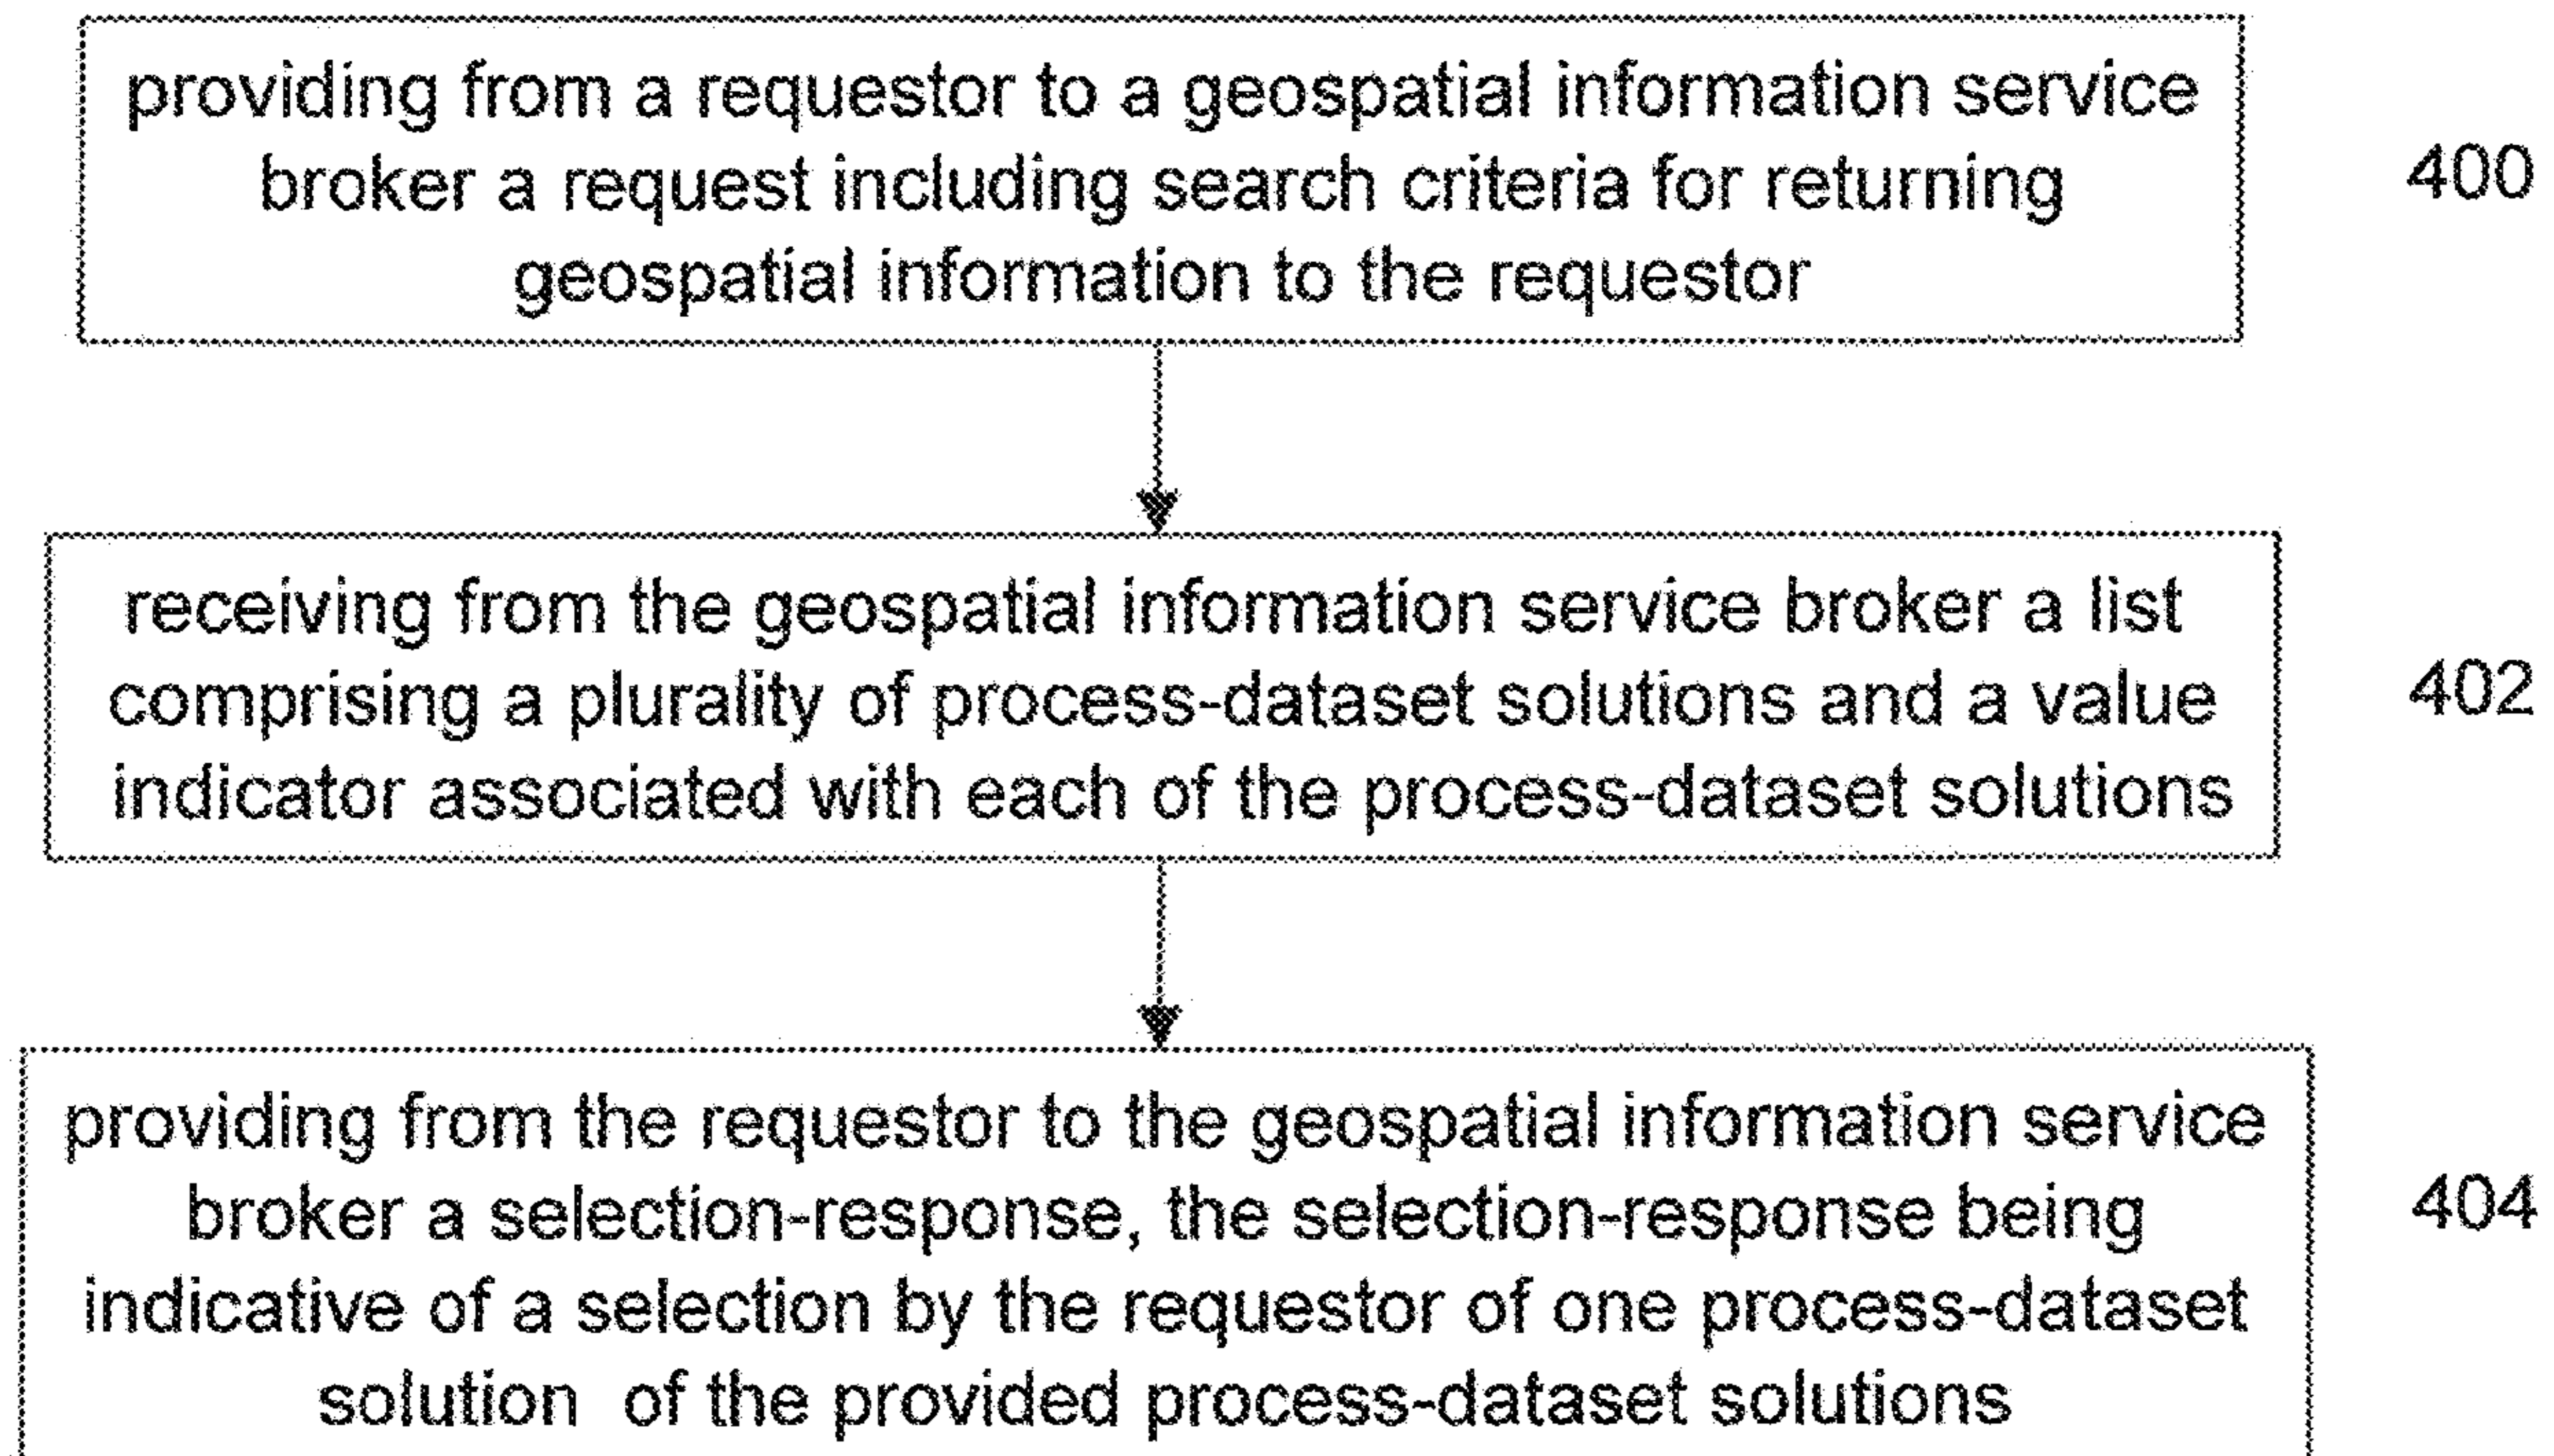 providing from a requestor to a geospatial information service
broker a request including search criteria for returning
geospatial information to the requestor
400
receiving from the geospatial information service broker a list
comprising a plurality of process-dataset solutions and a value
indicator associated with each of the process-dataset solutions
402
providing from the requestor to the geospatial information service
broker a selection-response, the selection-response being
indicative of a selection by the requestor of one process-dataset
solution of the provided process-dataset solutions
404